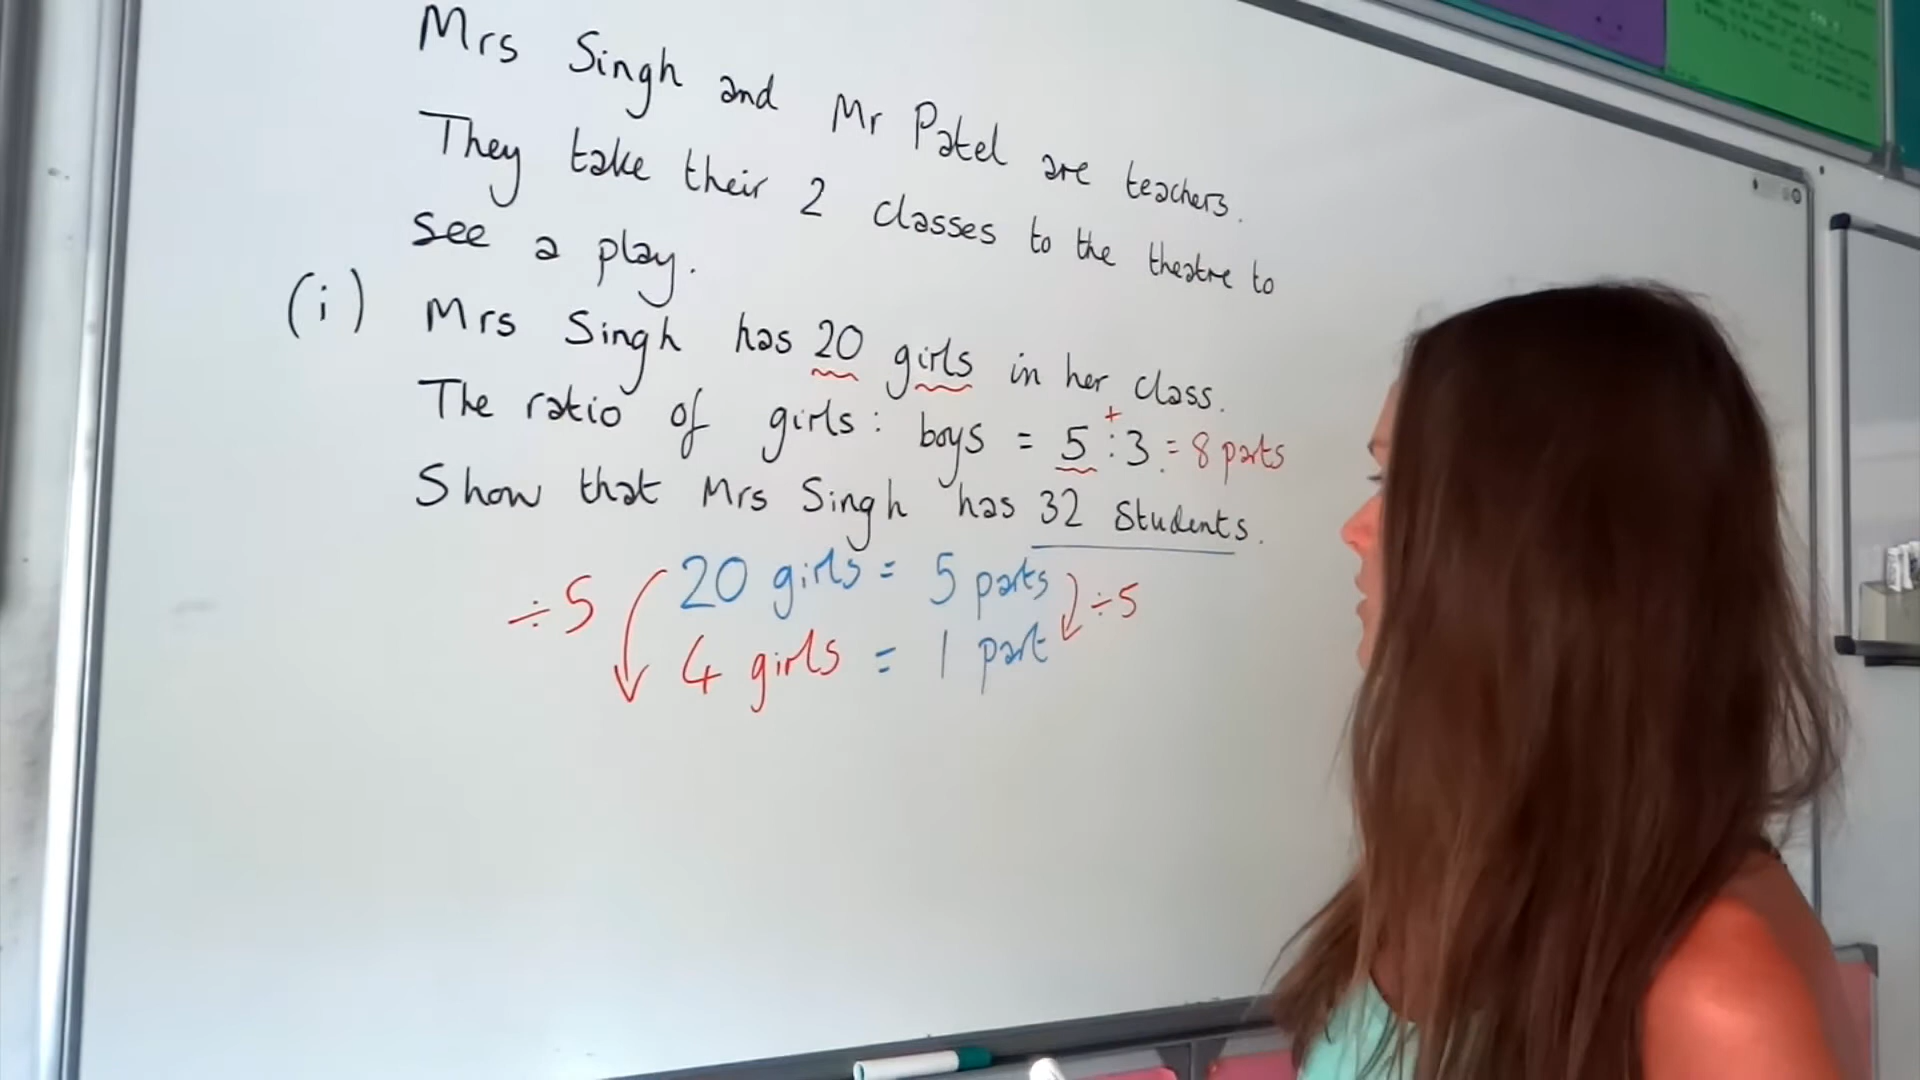 Mrs Singh and Mr Patel are teachers.
They take their 2 classes to the theatre to
see a play.
(i) Mrs Singh has 20 girls in her class.
The ratio of girls : boys = 5 + : 3 = 8 parts
Show that Mrs Singh has 32 students.
÷5 20 girls = 5 parts ÷5
4 girls = 1 part